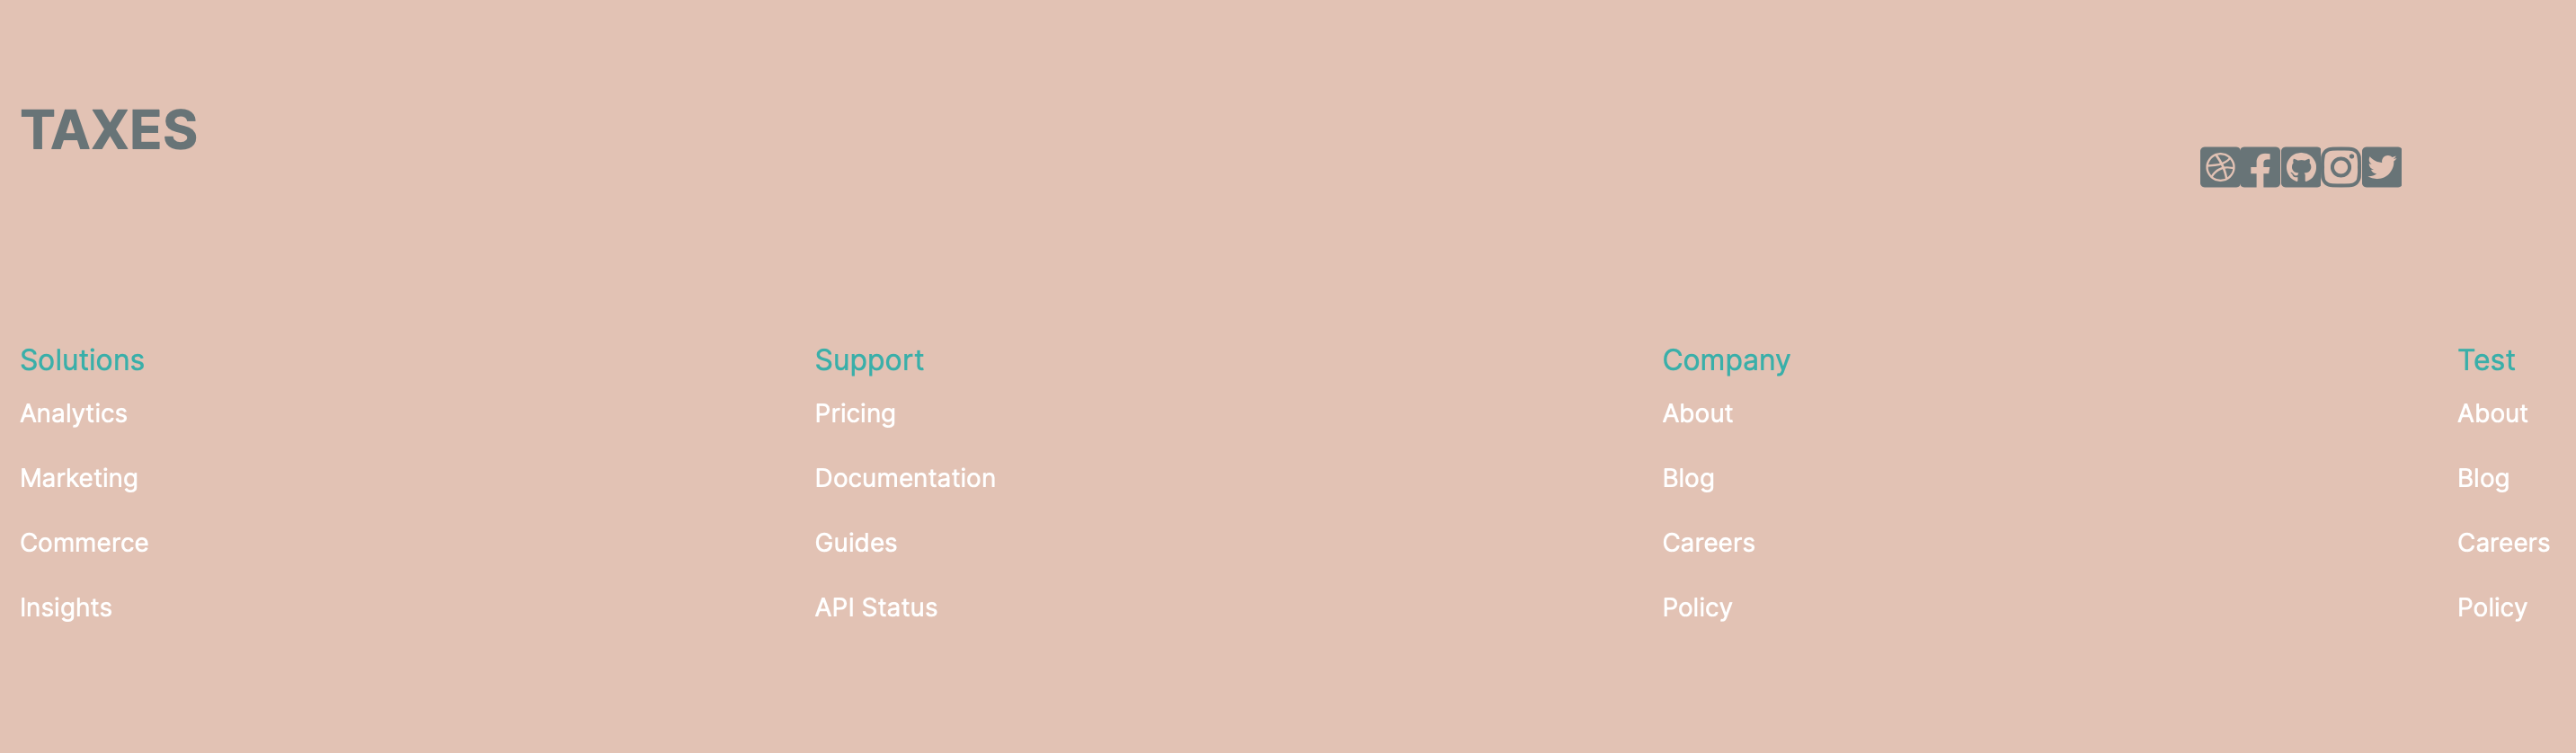 TAXES
Solutions
Analytics
Marketing
Commerce
Insights
Support
Pricing
Documentation
Guides
API Status
Company
About
Blog
Careers
Policy
Test
About
Blog
Careers
Policy